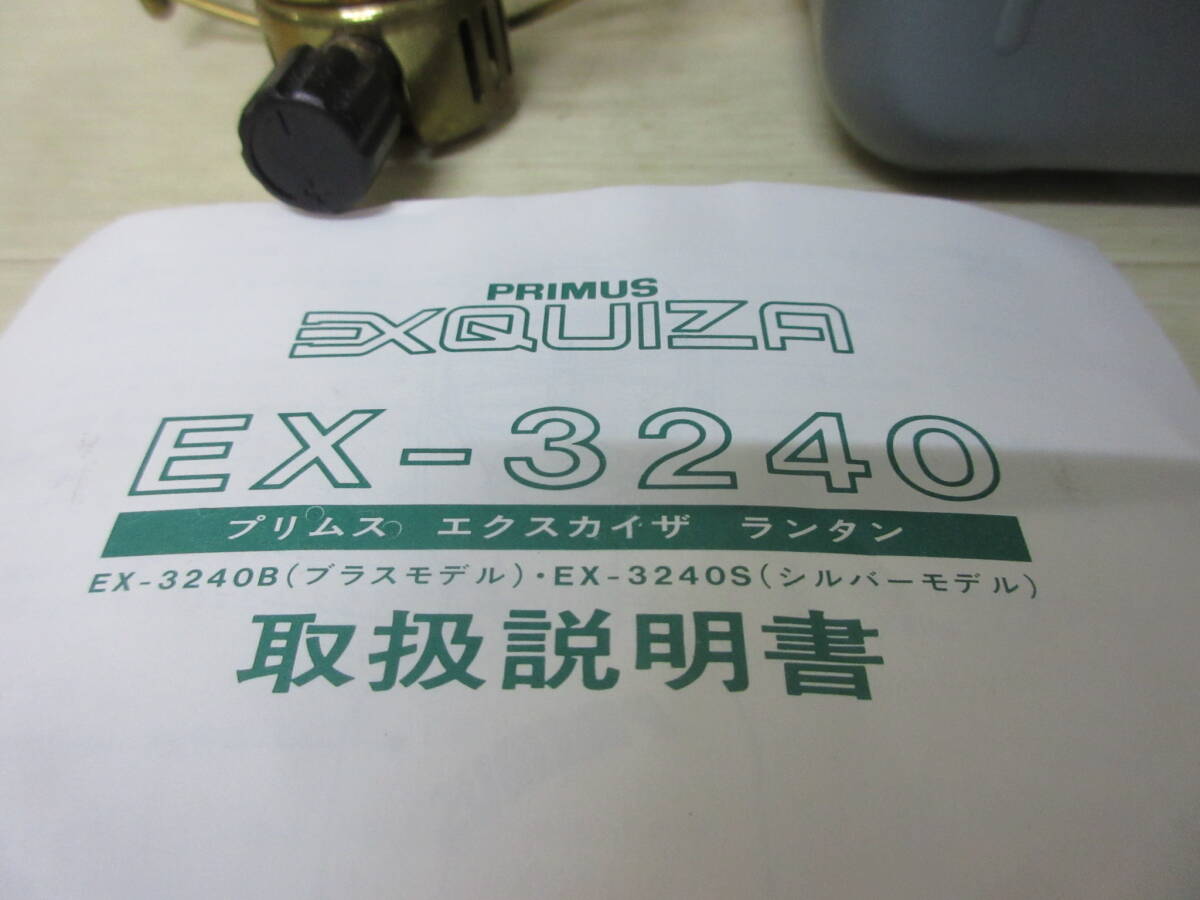 PRIMUS
EXQUIZA
EX-3240
プリムス エクスカイザ ランタン
EX-3240B(ブラスモデル)・EX-3240S(シルバーモデル)
取扱説明書